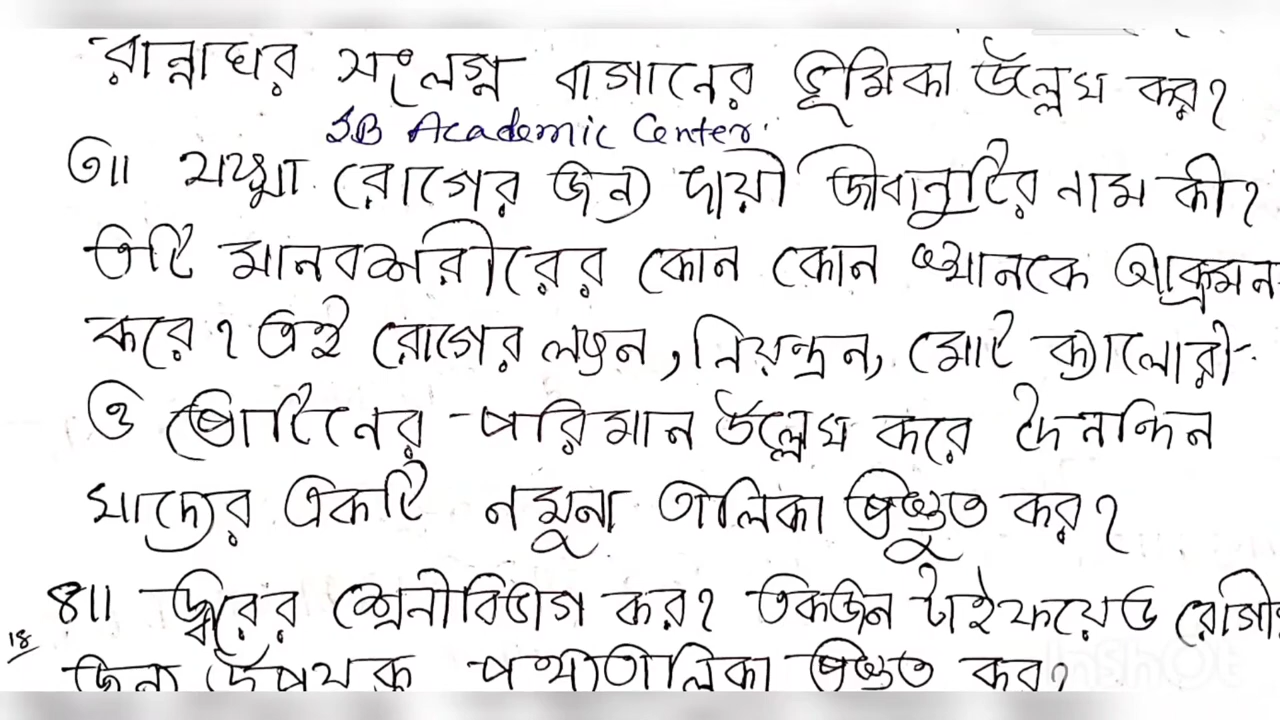 রান্নাঘর সংলগ্ন বাগানের ভূমিকা উল্লেখ কর?
SB Academic Center.
৩॥ যক্ষ্মা রোগের জন্য দায়ী জীবানুটির নাম কী?
এটি মানবশরীরের কোন কোন স্থানকে আক্রমন
করে? এই রোগের লক্ষন, নিয়ন্ত্রন, মোট ক্যালোরী
ও প্রোটিনের পরিমান উল্লেখ করে দৈনন্দিন
খাদ্যের একটি নমুনা তালিকা প্রস্তুত কর?
৪॥ জ্বরের শ্রেনীবিভাগ কর? একজন টাইফয়েড রোগীর
18
জন্য উপযুক্ত পথ্যতালিকা প্রস্তুত কর?
InShOt